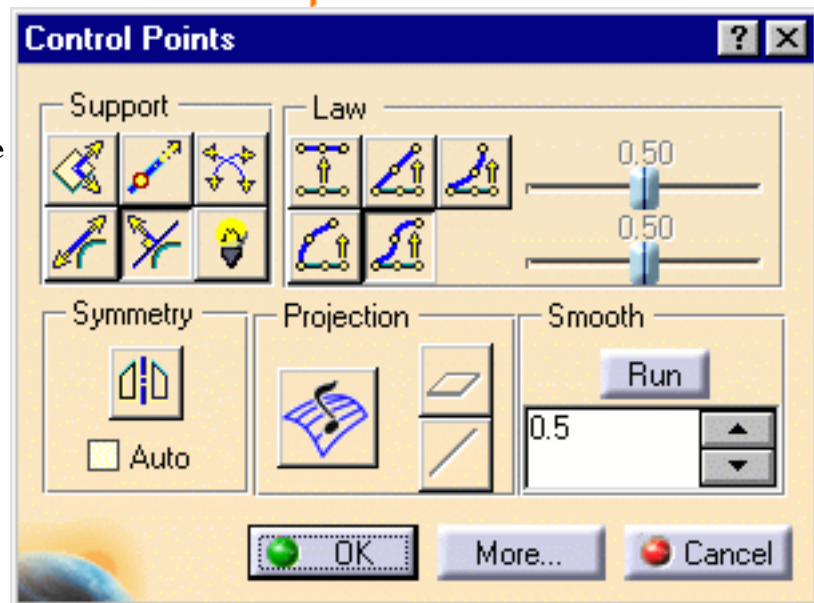 Control Points
Support
Law
e
0.50
0.50
Symmetry
Projection
Smooth
Run
0.5
Auto
OK
More...
Cancel